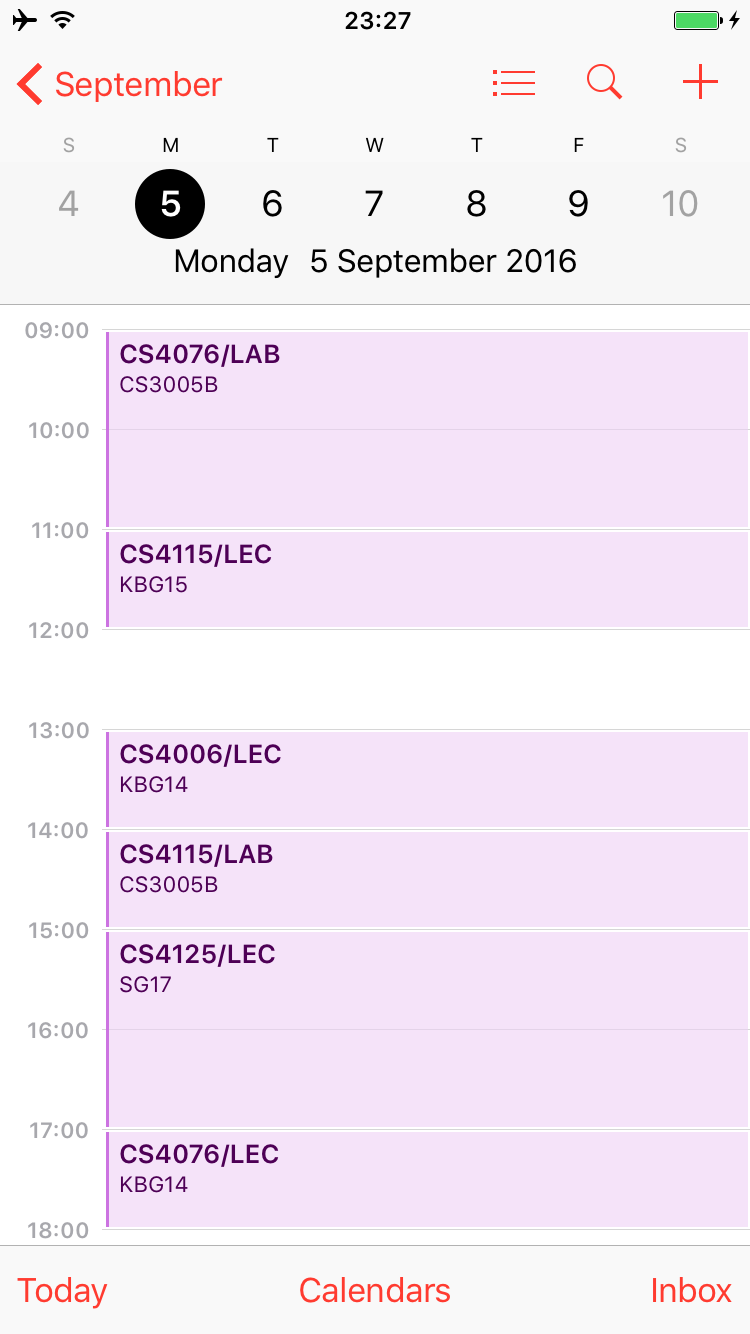 23:27
September
S M T W T F S
4 5 6 7 8 9 10
Monday 5 September 2016
09:00
CS4076/LAB
CS3005B
10:00
11:00
CS4115/LEC
KBG15
12:00
13:00
CS4006/LEC
KBG14
14:00
CS4115/LAB
CS3005B
15:00
CS4125/LEC
SG17
16:00
17:00
CS4076/LEC
KBG14
18:00
Today Calendars Inbox